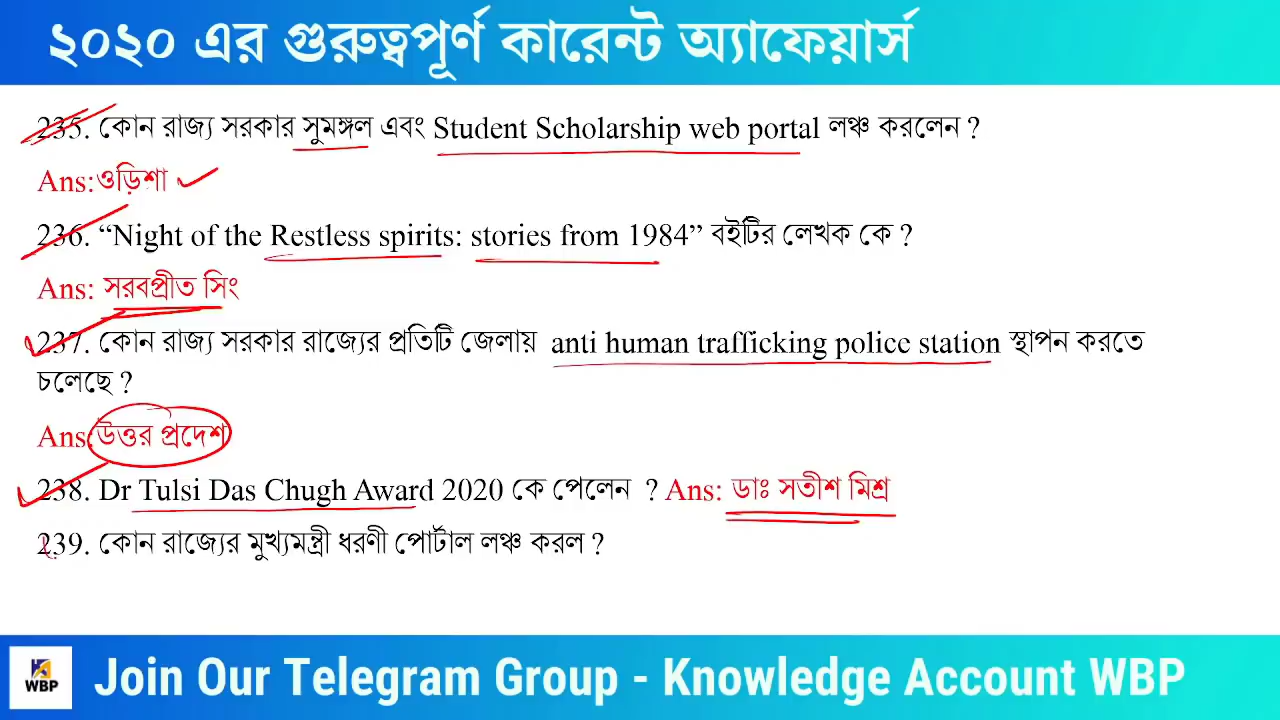 ২০২০ এর গুরুত্বপূর্ণ কারেন্ট অ্যাফেয়ার্স
235. কোন রাজ্য সরকার সুমঙ্গল এবং Student Scholarship web portal লঞ্চ করলেন ?
Ans:ওড়িশা
236. “Night of the Restless spirits: stories from 1984” বইটির লেখক কে ?
Ans: সরবপ্রীত সিং
237. কোন রাজ্য সরকার রাজ্যের প্রতিটি জেলায় anti human trafficking police station স্থাপন করতে
চলেছে ?
Ans:উত্তর প্রদেশ
238. Dr Tulsi Das Chugh Award 2020 কে পেলেন ? Ans: ডাঃ সতীশ মিশ্র
239. কোন রাজ্যের মুখ্যমন্ত্রী ধরণী পোর্টাল লঞ্চ করল ?
WBP
Join Our Telegram Group - Knowledge Account WBP